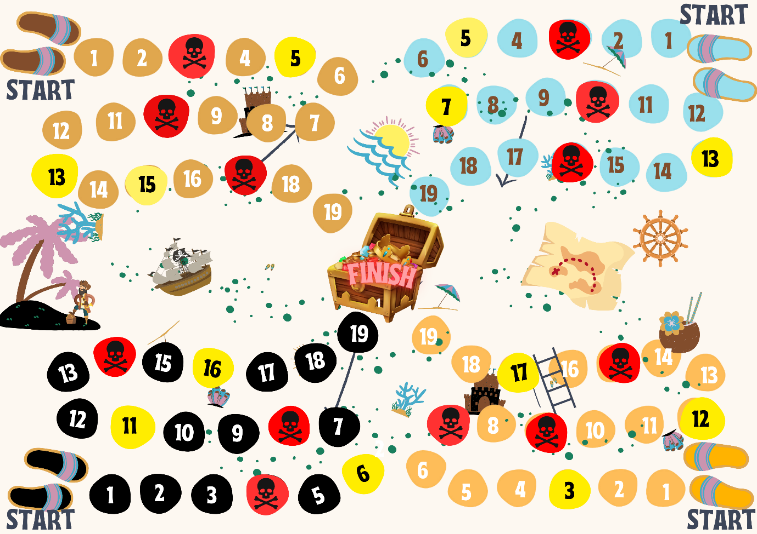 START
1 2 4 5
6
12 11 9 8 7
13 14 15 16 18
19
START
6 5 4 2 1
7 8 9 11 12
19 18 17 15 14 13
FINISH
START
1 2 3 5 6
12 11 10 9 7
13 15 16 17 18 19
START
6 5 4 3 2 1
8 10 11 12
19 18 17 16 14 13